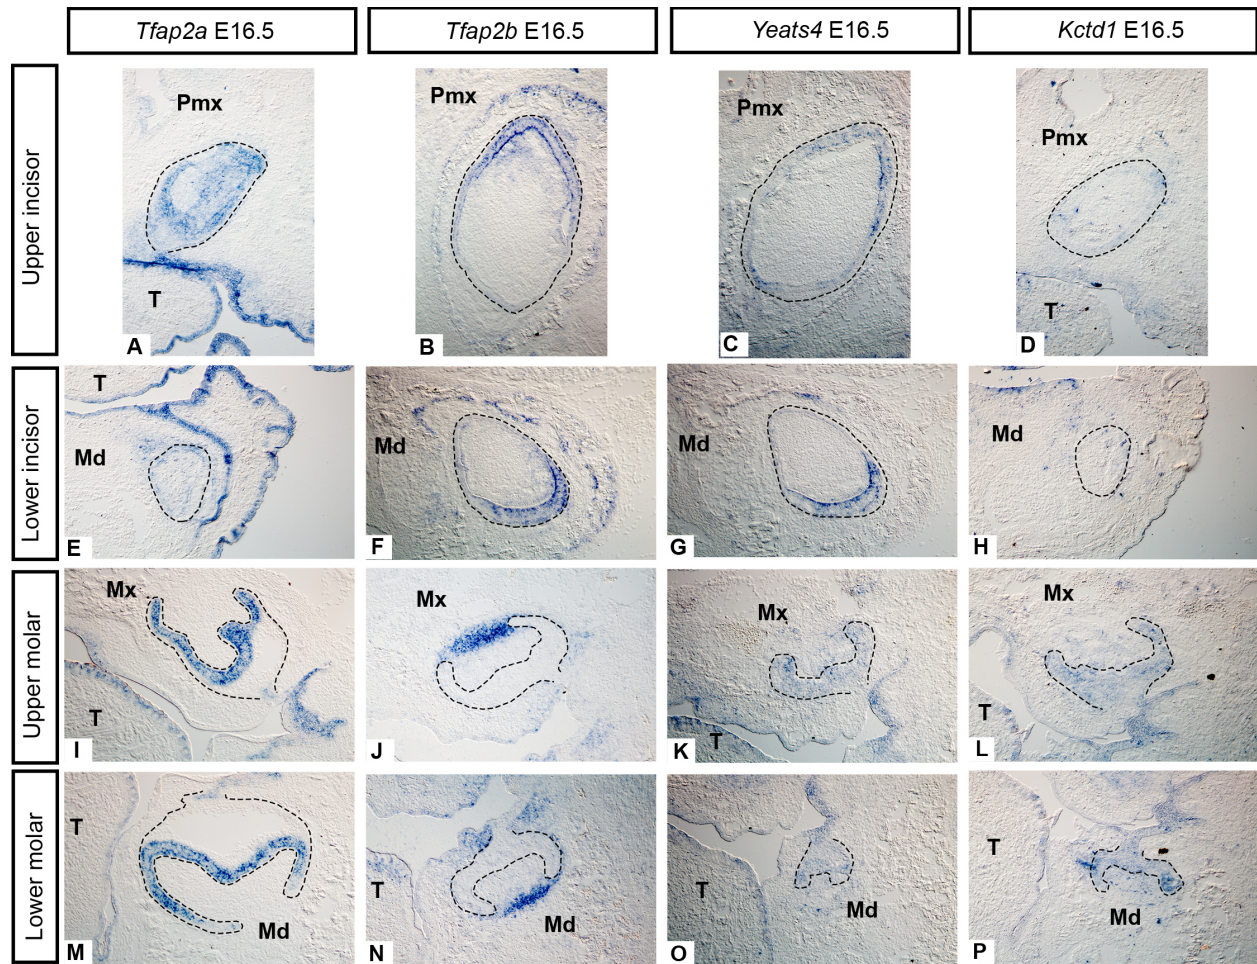 Tfap2a E16.5
Tfap2b E16.5
Yeats4 E16.5
Kctd1 E16.5
Upper incisor
Pmx
T
A
Pmx
B
Pmx
C
Pmx
T
D
Lower incisor
T
Md
E
Md
F
Md
G
Md
H
Upper molar
Mx
T
I
Mx
J
Mx
T
K
Mx
T
L
Lower molar
T
Md
M
T
Md
N
T
Md
O
T
Md
P